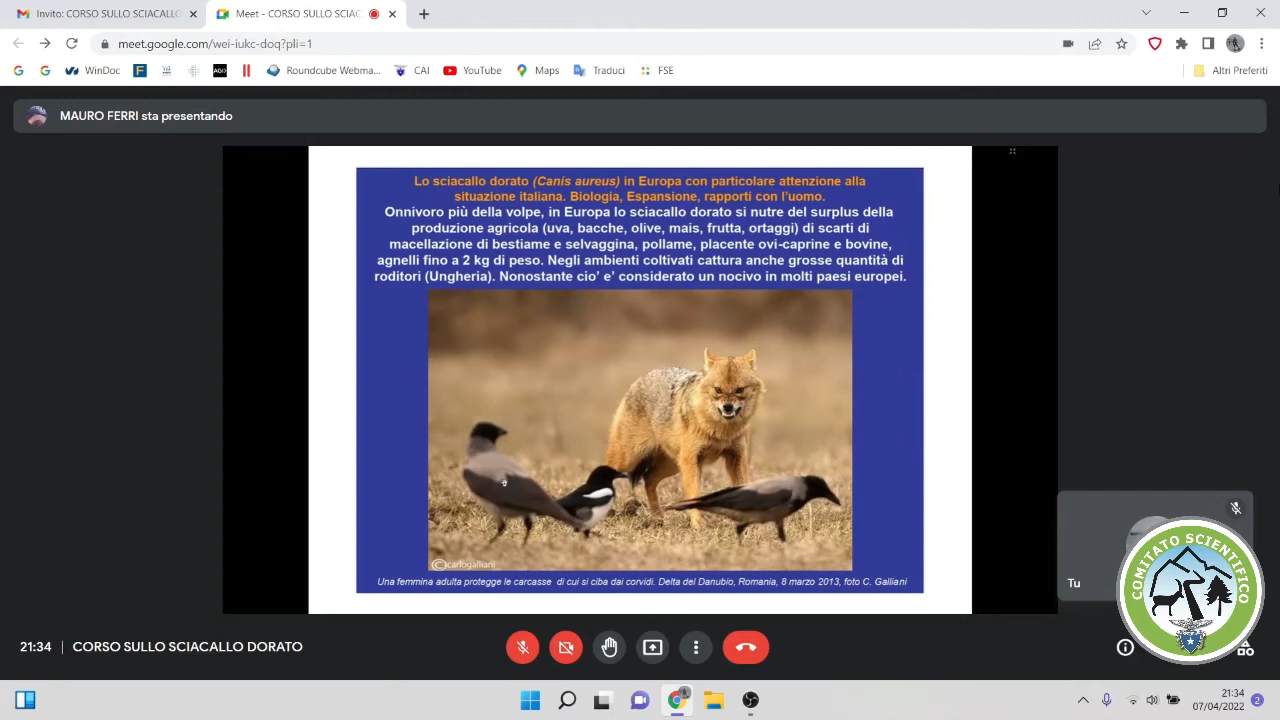 Invito: CORSO SULLO SCIACALLO
Meet - CORSO SULLO SCIAC
meet.google.com/wei-iukc-doq?pli=1
WinDoc
CAI
Roundcube Webma...
YouTube
Maps
Traduci
FSE
Altri Preferiti
MAURO FERRI sta presentando
Lo sciacallo dorato (Canis aureus) in Europa con particolare attenzione alla
situazione italiana. Biologia, Espansione, rapporti con l'uomo.
Onnivoro più della volpe, in Europa lo sciacallo dorato si nutre del surplus della
produzione agricola (uva, bacche, olive, mais, frutta, ortaggi) di scarti di
macellazione di bestiame e selvaggina, pollame, placente ovi-caprine e bovine,
agnelli fino a 2 kg di peso. Negli ambienti coltivati cattura anche grosse quantità di
roditori (Ungheria). Nonostante cio' e' considerato un nocivo in molti paesi europei.
©carlogalliani
Una femmina adulta protegge le carcasse di cui si ciba dai corvidi. Delta del Danubio, Romania, 8 marzo 2013, foto C. Galliani
Tu
COMITATO SCIENTIFICO
21:34 | CORSO SULLO SCIACALLO DORATO
21:34
07/04/2022
2